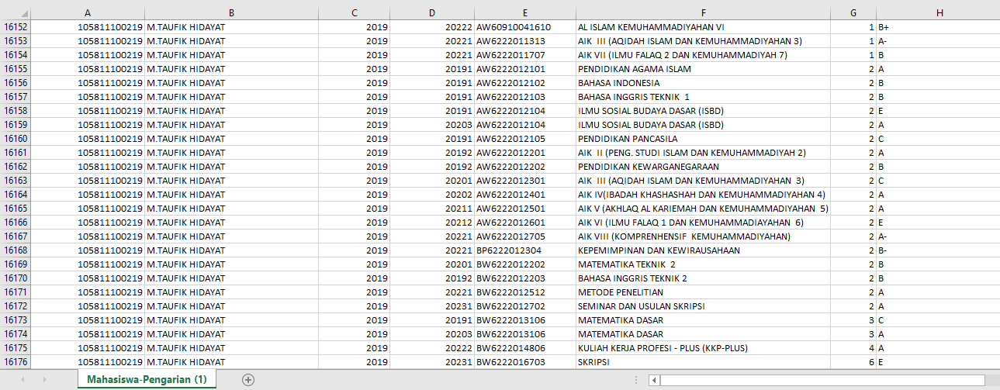 A B C D E F G H
16152 105811100219 M.TAUFIK HIDAYAT 2019 20222 AW60910041610 AL ISLAM KEMUHAMMADIYAHAN VI 1 B+
16153 105811100219 M.TAUFIK HIDAYAT 2019 20221 AW6222011313 AIK III (AQIDAH ISLAM DAN KEMUHAMMADIYAHAN 3) 1 A-
16154 105811100219 M.TAUFIK HIDAYAT 2019 20221 AW6222011707 AIK VII (ILMU FALAQ 2 DAN KEMUHAMMADIYAH 7) 1 B
16155 105811100219 M.TAUFIK HIDAYAT 2019 20191 AW6222012101 PENDIDIKAN AGAMA ISLAM 2 A
16156 105811100219 M.TAUFIK HIDAYAT 2019 20191 AW6222012102 BAHASA INDONESIA 2 B
16157 105811100219 M.TAUFIK HIDAYAT 2019 20191 AW6222012103 BAHASA INGGRIS TEKNIK 1 2 B
16158 105811100219 M.TAUFIK HIDAYAT 2019 20191 AW6222012104 ILMU SOSIAL BUDAYA DASAR (ISBD) 2 E
16159 105811100219 M.TAUFIK HIDAYAT 2019 20203 AW6222012104 ILMU SOSIAL BUDAYA DASAR (ISBD) 2 A
16160 105811100219 M.TAUFIK HIDAYAT 2019 20191 AW6222012105 PENDIDIKAN PANCASILA 2 C
16161 105811100219 M.TAUFIK HIDAYAT 2019 20192 AW6222012201 AIK II (PENG. STUDI ISLAM DAN KEMUHAMMADIYAH 2) 2 A
16162 105811100219 M.TAUFIK HIDAYAT 2019 20192 AW6222012202 PENDIDIKAN KEWARGANEGARAAN 2 B
16163 105811100219 M.TAUFIK HIDAYAT 2019 20201 AW6222012301 AIK III (AQIDAH ISLAM DAN KEMUHAMMADIYAHAN 3) 2 C
16164 105811100219 M.TAUFIK HIDAYAT 2019 20202 AW6222012401 AIK IV(IBADAH KHASHASHAH DAN KEMUHAMMADIYAHAN 4) 2 A
16165 105811100219 M.TAUFIK HIDAYAT 2019 20211 AW6222012501 AIK V (AKHLAQ AL KARIEMAH DAN KEMUHAMMADIYAHAN 5) 2 A
16166 105811100219 M.TAUFIK HIDAYAT 2019 20212 AW6222012601 AIK VI (ILMU FALAQ 1 DAN KEMUHAMMADIAYAHAN 6) 2 E
16167 105811100219 M.TAUFIK HIDAYAT 2019 20221 AW6222012705 AIK VIII (KOMPRENHENSIF KEMUHAMMADIYAHAN) 2 A-
16168 105811100219 M.TAUFIK HIDAYAT 2019 20221 BP6222012304 KEPEMIMPINAN DAN KEWIRAUSAHAAN 2 B-
16169 105811100219 M.TAUFIK HIDAYAT 2019 20201 BW6222012202 MATEMATIKA TEKNIK 2 2 B
16170 105811100219 M.TAUFIK HIDAYAT 2019 20192 BW6222012203 BAHASA INGGRIS TEKNIK 2 2 B
16171 105811100219 M.TAUFIK HIDAYAT 2019 20221 BW6222012512 METODE PENELITIAN 2 A
16172 105811100219 M.TAUFIK HIDAYAT 2019 20231 BW6222012702 SEMINAR DAN USULAN SKRIPSI 2 A
16173 105811100219 M.TAUFIK HIDAYAT 2019 20191 BW6222013106 MATEMATIKA DASAR 3 C
16174 105811100219 M.TAUFIK HIDAYAT 2019 20203 BW6222013106 MATEMATIKA DASAR 3 A
16175 105811100219 M.TAUFIK HIDAYAT 2019 20222 BW6222014806 KULIAH KERJA PROFESI - PLUS (KKP-PLUS) 4 A
16176 105811100219 M.TAUFIK HIDAYAT 2019 20231 BW6222016703 SKRIPSI 6 E
Mahasiswa-Pengarian (1)